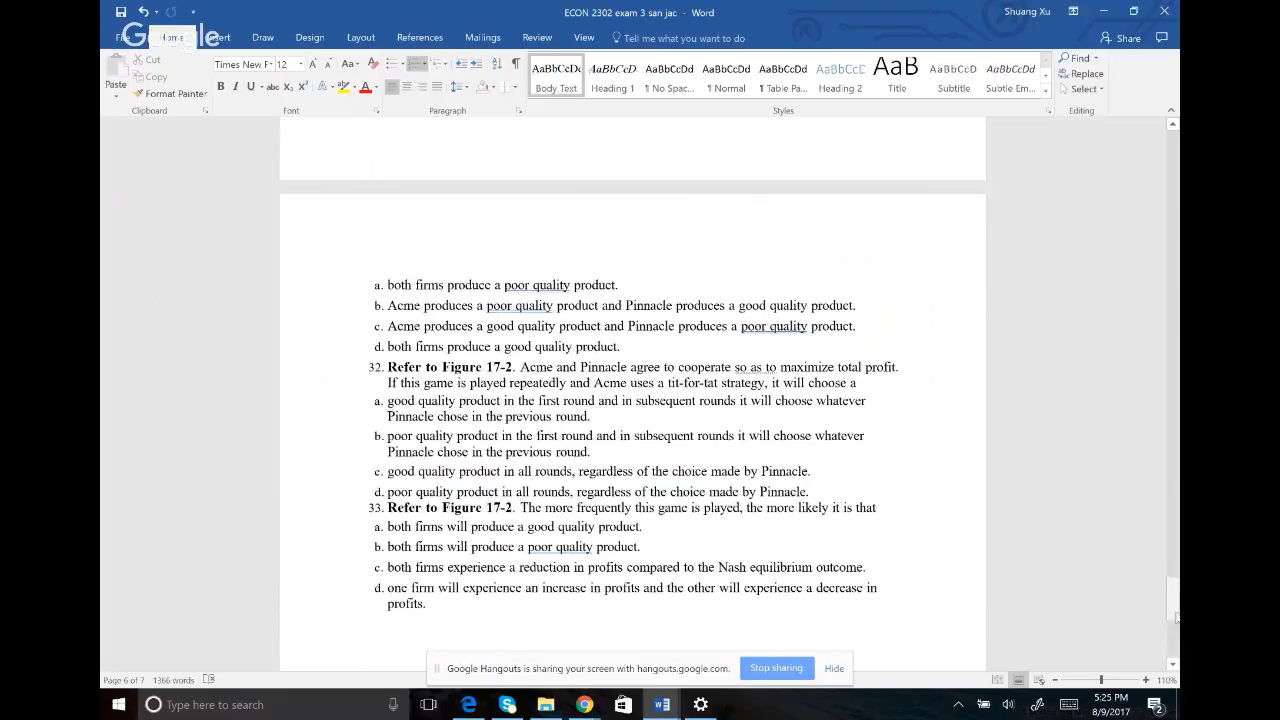 ECON 2302 exam 3 san jac - Word
Shuang Xu
Google
Home
Draw
Design
Layout
References
Mailings
Review
View
Tell me what you want to do
Share
Paste
Cut
Copy
Format Painter
Clipboard
Times New F
12
Font
Paragraph
AaBbCcDc AaBbCcDd AaBbCcDd AaBbCcDd AaBbCcDd AaBbCcD AaB AaBbCcDd AaBbCcDd
Body Text Heading 1 ¶ No Spac... ¶ Normal ¶ Table Pa... Heading 2 Title Subtitle Subtle Em...
Styles
Find
Replace
Select
Editing
a. both firms produce a poor quality product.
b. Acme produces a poor quality product and Pinnacle produces a good quality product.
c. Acme produces a good quality product and Pinnacle produces a poor quality product.
d. both firms produce a good quality product.
32. Refer to Figure 17-2. Acme and Pinnacle agree to cooperate so as to maximize total profit.
If this game is played repeatedly and Acme uses a tit-for-tat strategy, it will choose a
a. good quality product in the first round and in subsequent rounds it will choose whatever
Pinnacle chose in the previous round.
b. poor quality product in the first round and in subsequent rounds it will choose whatever
Pinnacle chose in the previous round.
c. good quality product in all rounds, regardless of the choice made by Pinnacle.
d. poor quality product in all rounds, regardless of the choice made by Pinnacle.
33. Refer to Figure 17-2. The more frequently this game is played, the more likely it is that
a. both firms will produce a good quality product.
b. both firms will produce a poor quality product.
c. both firms experience a reduction in profits compared to the Nash equilibrium outcome.
d. one firm will experience an increase in profits and the other will experience a decrease in
profits.
Google Hangouts is sharing your screen with hangouts.google.com.
Stop sharing
Hide
Page 6 of 7
1366 words
110%
Type here to search
5:25 PM
8/9/2017
2